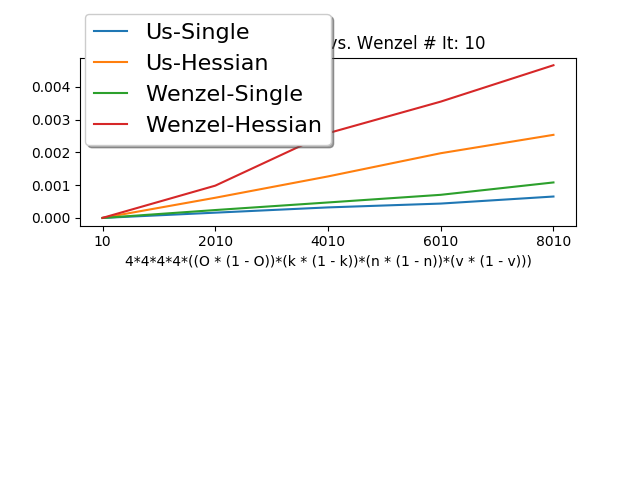 Us-Single
Us-Hessian
Wenzel-Single
Wenzel-Hessian
vs. Wenzel # It: 10
0.004
0.003
0.002
0.001
0.000
10 2010 4010 6010 8010
4*4*4*4*((O * (1 - O))*(k * (1 - k))*(n * (1 - n))*(v * (1 - v)))